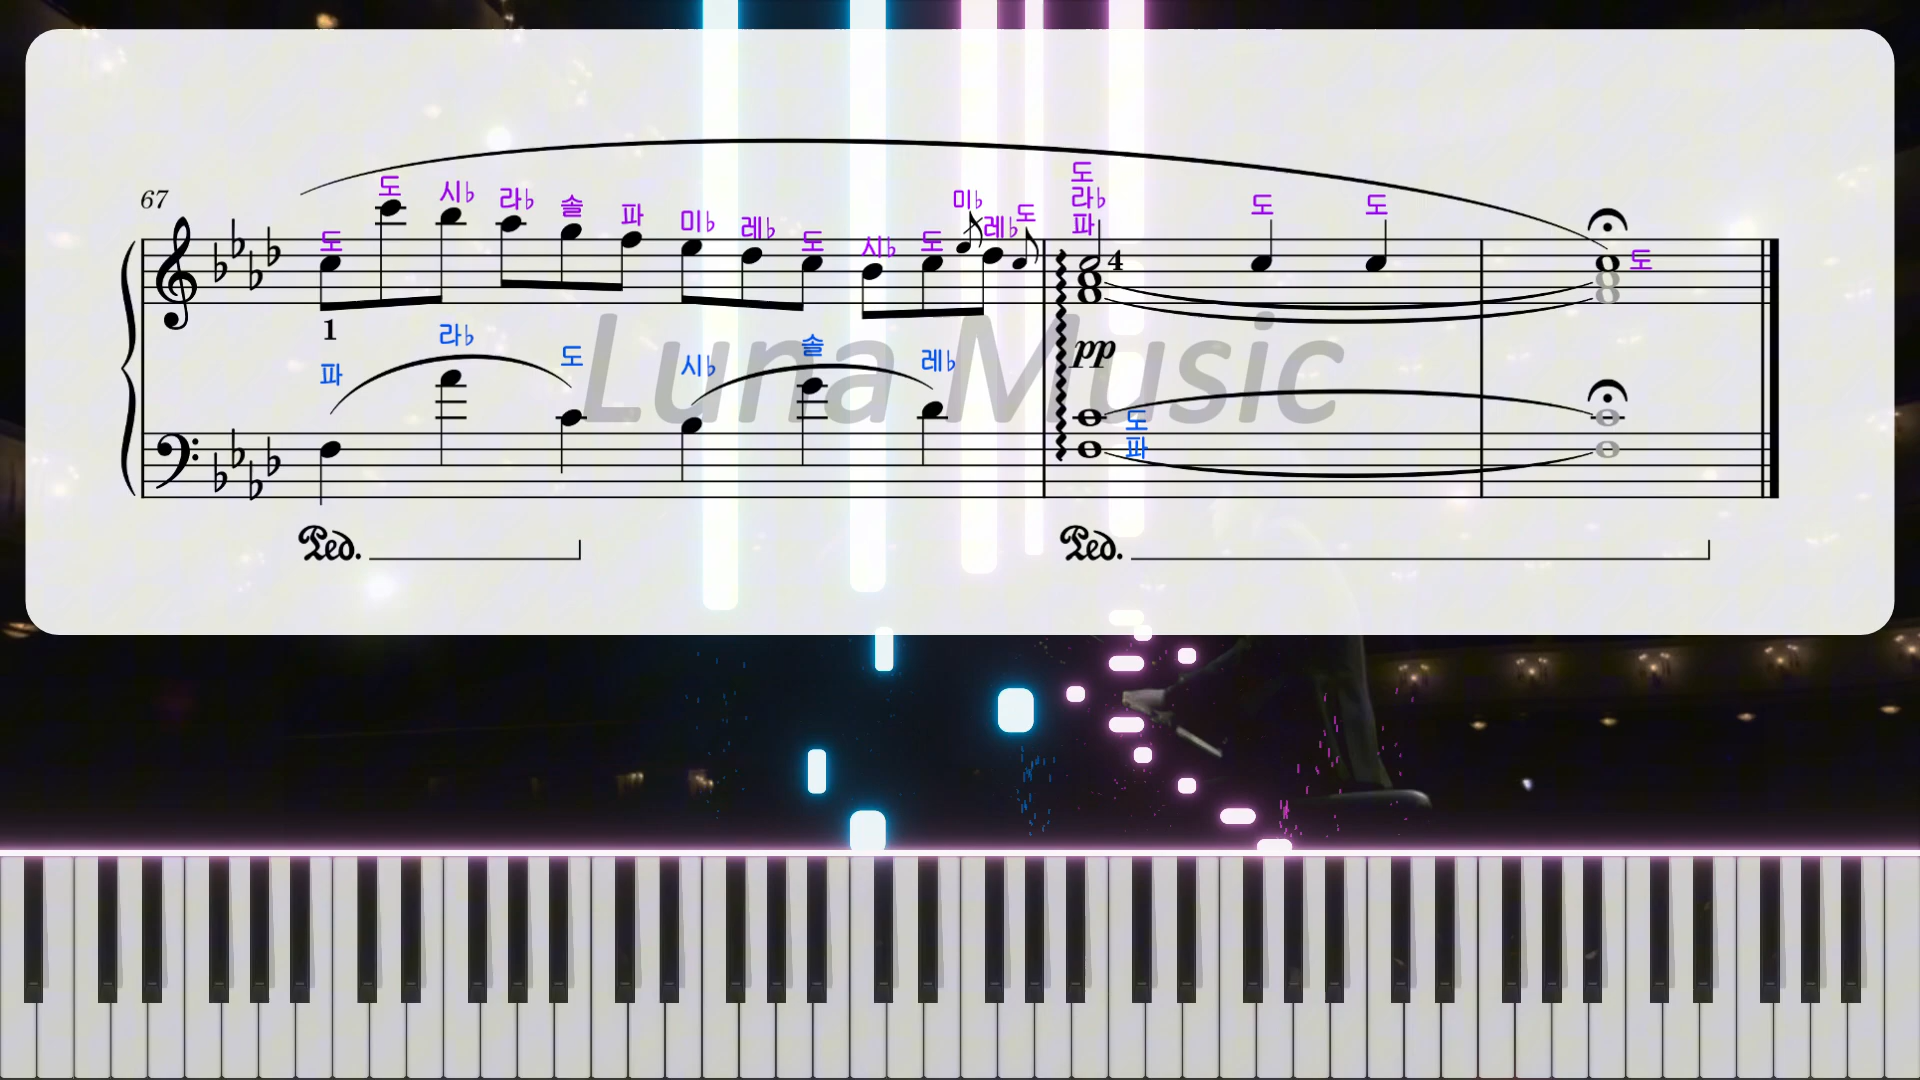 67
도 도 시♭ 라♭ 솔 파 미♭ 레♭ 도 시♭ 도 미♭ 레♭ 도
도
라♭
파
4
도 도
도
1
파 라♭ 도 시♭ 솔 레♭
pp
Luna Music
도
파
Ped. Ped.